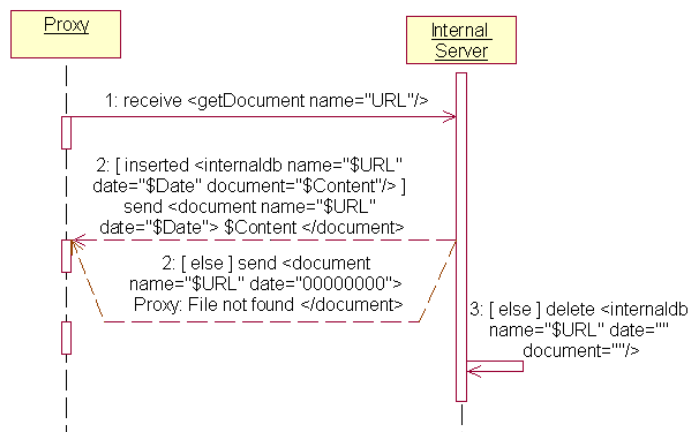 Proxy
Internal
Server
1: receive <getDocument name="URL"/>
2: [ inserted <internaldb name="$URL"
date="$Date" document="$Content"/> ]
send <document name="$URL"
date="$Date"> $Content </document>
2: [ else ] send <document
name="$URL" date="00000000">
Proxy: File not found </document>
3: [ else ] delete <internaldb
name="$URL" date=""
document=""/>